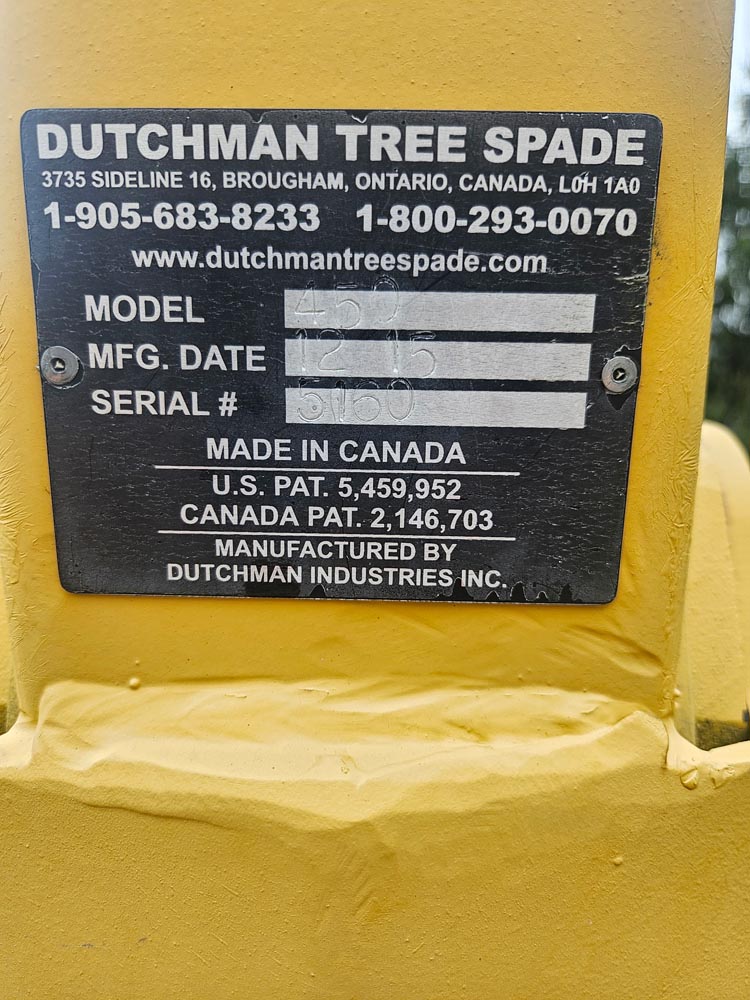 DUTCHMAN TREE SPADE
3735 SIDELINE 16, BROUGHAM, ONTARIO, CANADA, L0H 1A0
1-905-683-8233 1-800-293-0070
www.dutchmantreespade.com
MODEL
MFG. DATE 12 15
SERIAL # 5160
MADE IN CANADA
U.S. PAT. 5,459,952
CANADA PAT. 2,146,703
MANUFACTURED BY
DUTCHMAN INDUSTRIES INC.